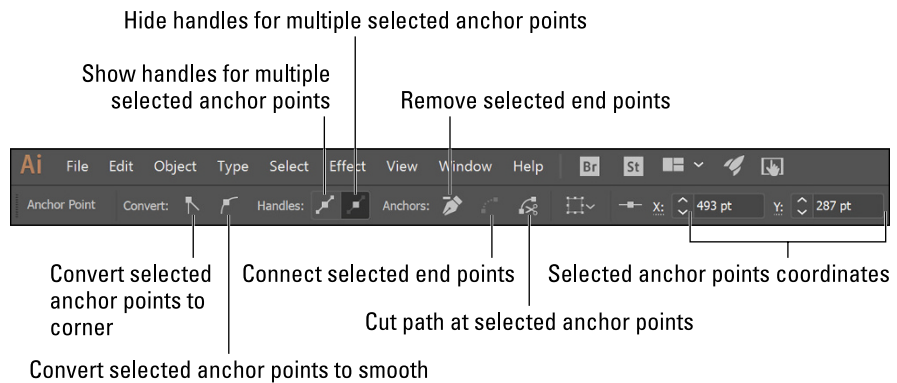 Hide handles for multiple selected anchor points
Show handles for multiple
selected anchor points
Remove selected end points
Ai File Edit Object Type Select Effect View Window Help Br St
Anchor Point Convert: Handles: Anchors: X: 493 pt Y: 287 pt
Convert selected
anchor points to
corner
Connect selected end points
Selected anchor points coordinates
Cut path at selected anchor points
Convert selected anchor points to smooth